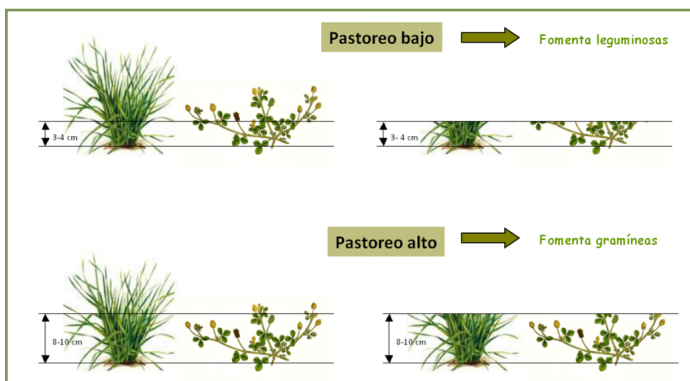 Pastoreo bajo
Fomenta leguminosas
3-4 cm
3- 4 cm
Pastoreo alto
Fomenta gramíneas
8-10 cm
8-10 cm